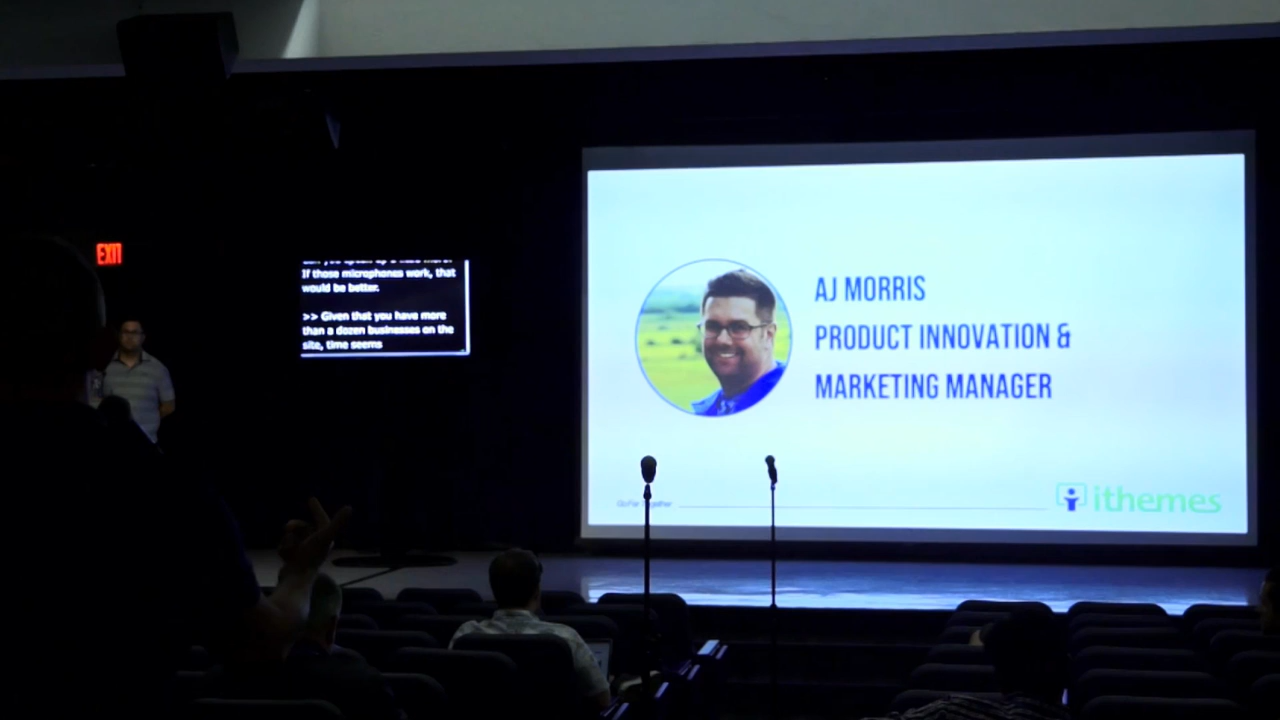 EXIT
If those microphones work, that
would be better.
>> Given that you have more
than a dozen businesses on the
site, time seems
AJ MORRIS
PRODUCT INNOVATION &
MARKETING MANAGER
ithemes